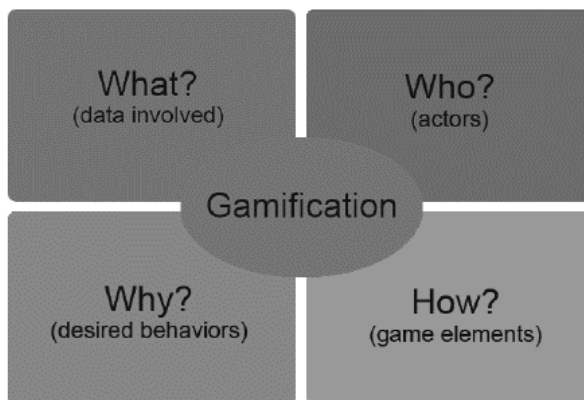 What?
(data involved)
Who?
(actors)
Gamification
Why?
(desired behaviors)
How?
(game elements)